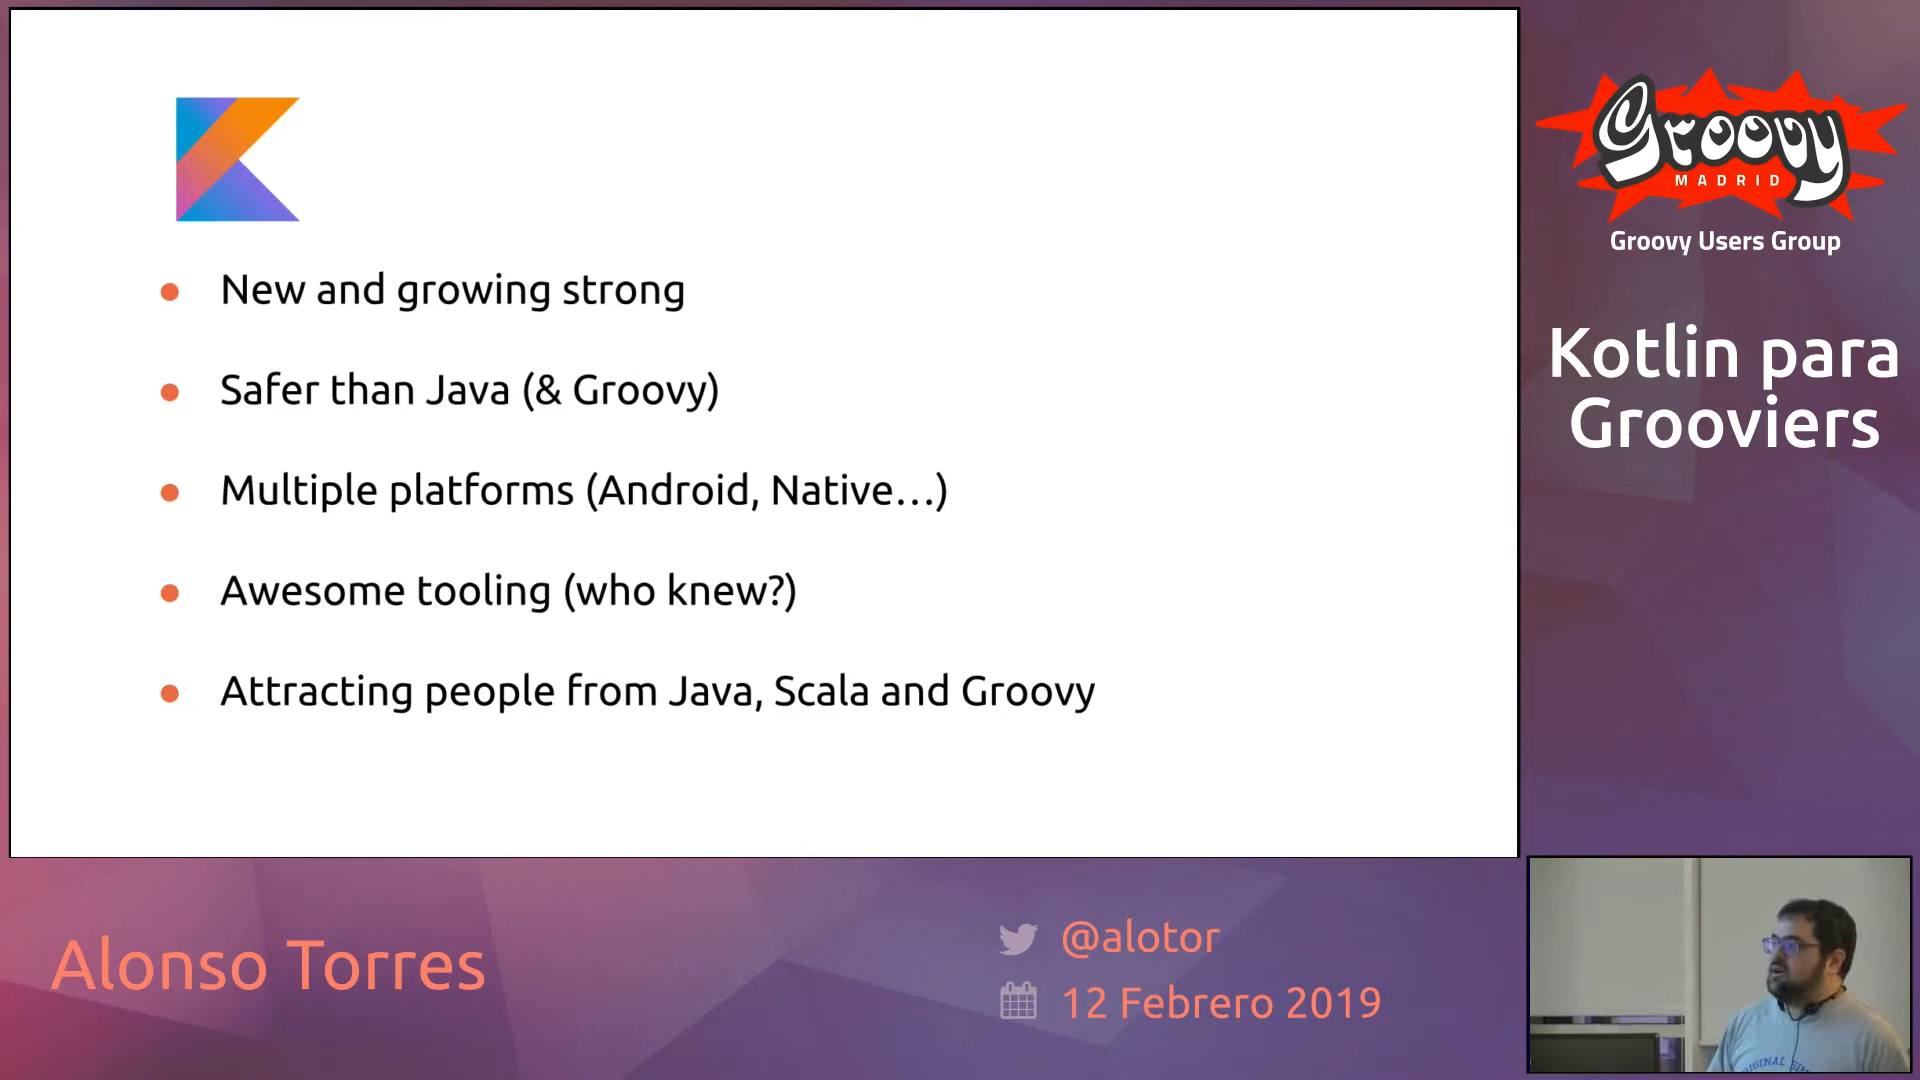 New and growing strong
Safer than Java (& Groovy)
Multiple platforms (Android, Native...)
Awesome tooling (who knew?)
Attracting people from Java, Scala and Groovy
Groovy
MADRID
Groovy Users Group
Kotlin para
Grooviers
Alonso Torres
@alotor
12 Febrero 2019